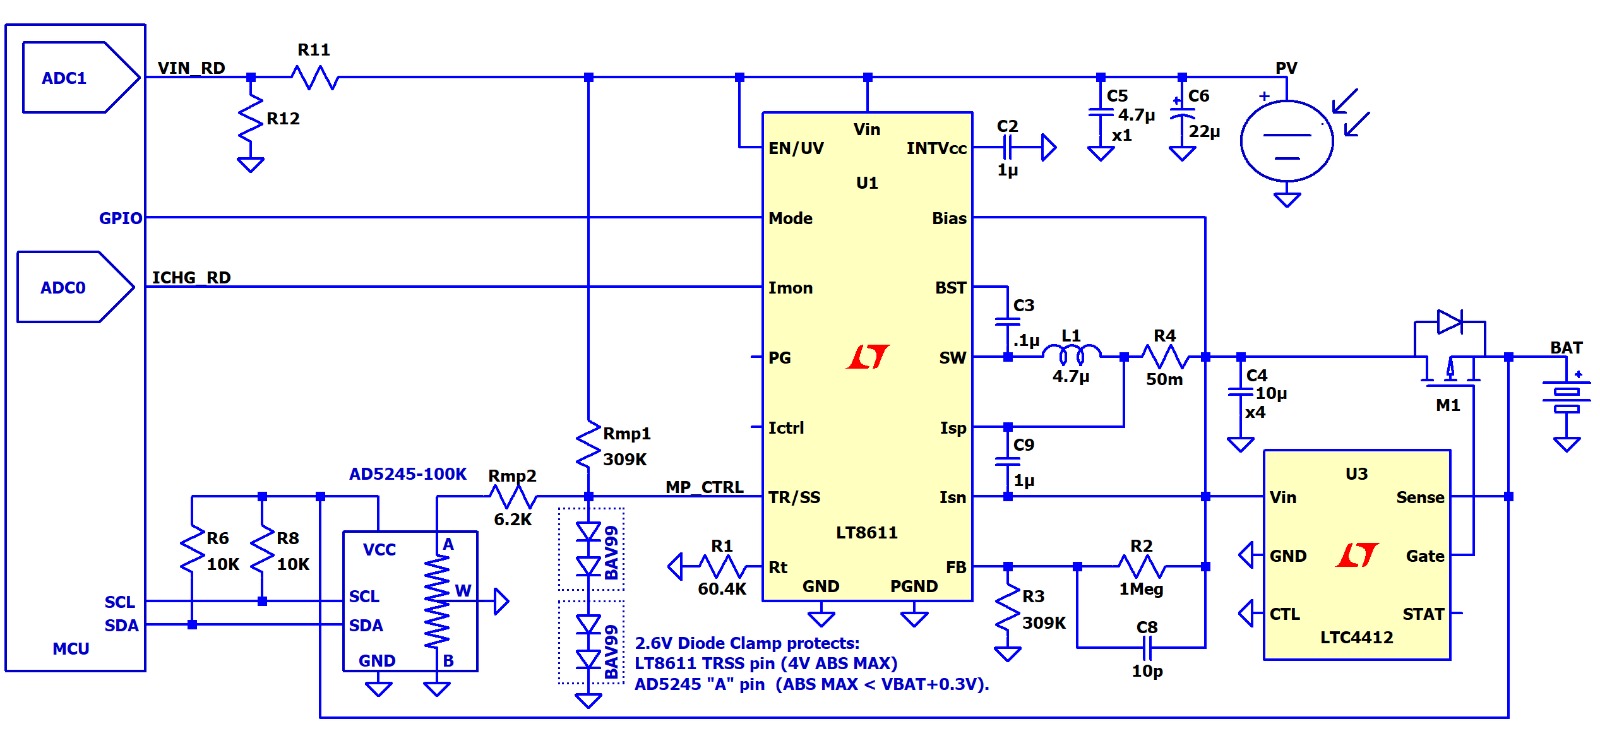 R11
VIN_RD
ADC1
R12
PV
+
C5
4.7µ
x1
+
C6
22µ
Vin
EN/UV
INTVcc
C2
1µ
U1
GPIO
Mode
Bias
ADC0
ICHG_RD
Imon
BST
C3
.1µ
PG
SW
L1
4.7µ
R4
50m
BAT
+
C4
10µ
x4
M1
Rmp1
309K
Ictrl
Isp
C9
1µ
AD5245-100K
Rmp2
6.2K
MP_CTRL
TR/SS
Isn
U3
Vin
Sense
LT8611
R6
10K
R8
10K
VCC
A
BAV99
R1
60.4K
Rt
FB
GND
PGND
R2
1Meg
GND
Gate
SCL
SDA
SCL
SDA
W
R3
309K
C8
10p
CTL
STAT
LTC4412
MCU
GND
B
BAV99
2.6V Diode Clamp protects:
LT8611 TRSS pin (4V ABS MAX)
AD5245 "A" pin (ABS MAX < VBAT+0.3V).